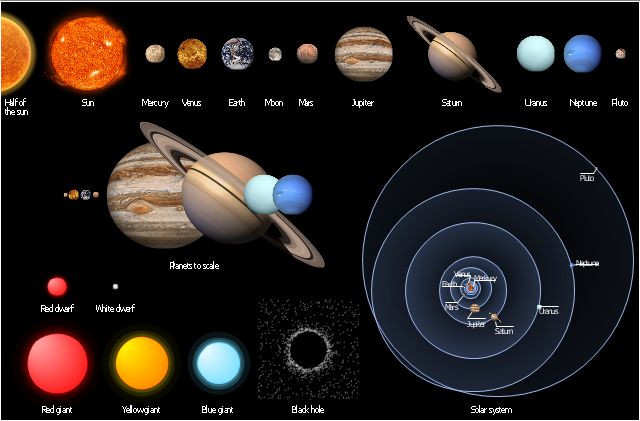 Half of
the sun
Sun
Mercury
Venus
Earth
Moon
Mars
Jupiter
Saturn
Uranus
Neptune
Pluto
Planets to scale
Pluto
Neptune
Venus
Mercury
Earth
Mars
Jupiter
Saturn
Uranus
Red dwarf
White dwarf
Red giant
Yellow giant
Blue giant
Black hole
Solar system